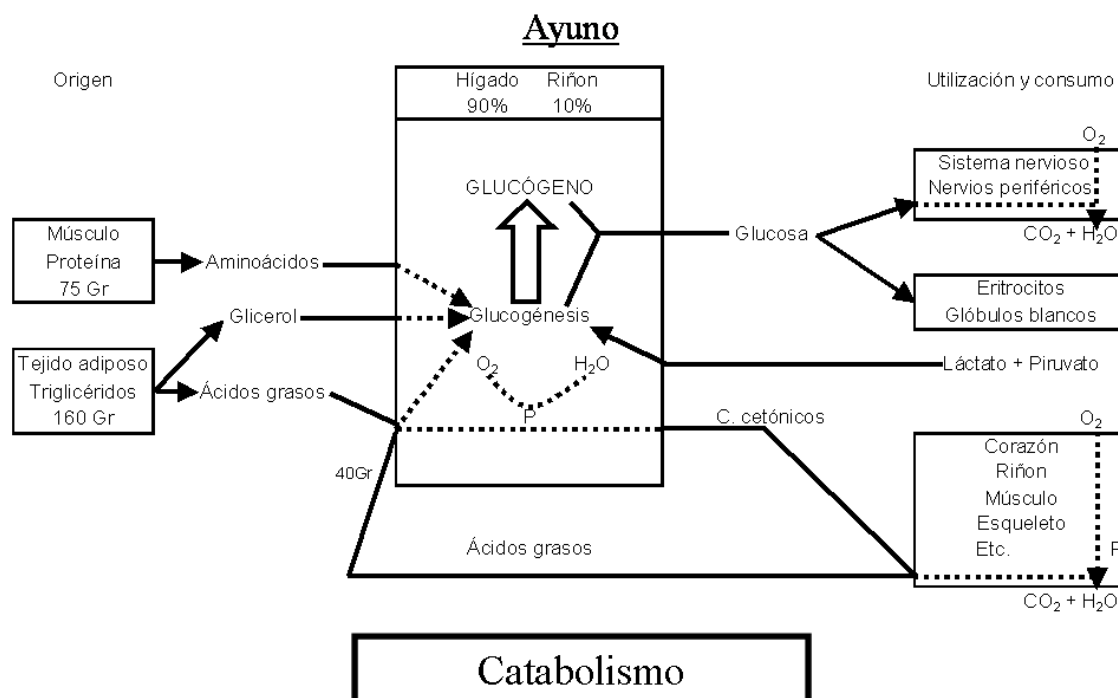 Ayuno
Origen
Hígado
90%
Riñon
10%
Utilización y consumo
GLUCÓGENO
Músculo
Proteína
75 Gr
Aminoácidos
Glicerol
Glucogénesis
Tejido adiposo
Triglicéridos
160 Gr
Ácidos grasos
O2
H2O
P
40Gr
Ácidos grasos
Glucosa
O2
Sistema nervioso
Nervios periféricos
CO2 + H2O
Eritrocitos
Glóbulos blancos
Láctato + Piruvato
C. cetónicos
O2
Corazón
Riñon
Músculo
Esqueleto
Etc.
CO2 + H2O
Catabolismo